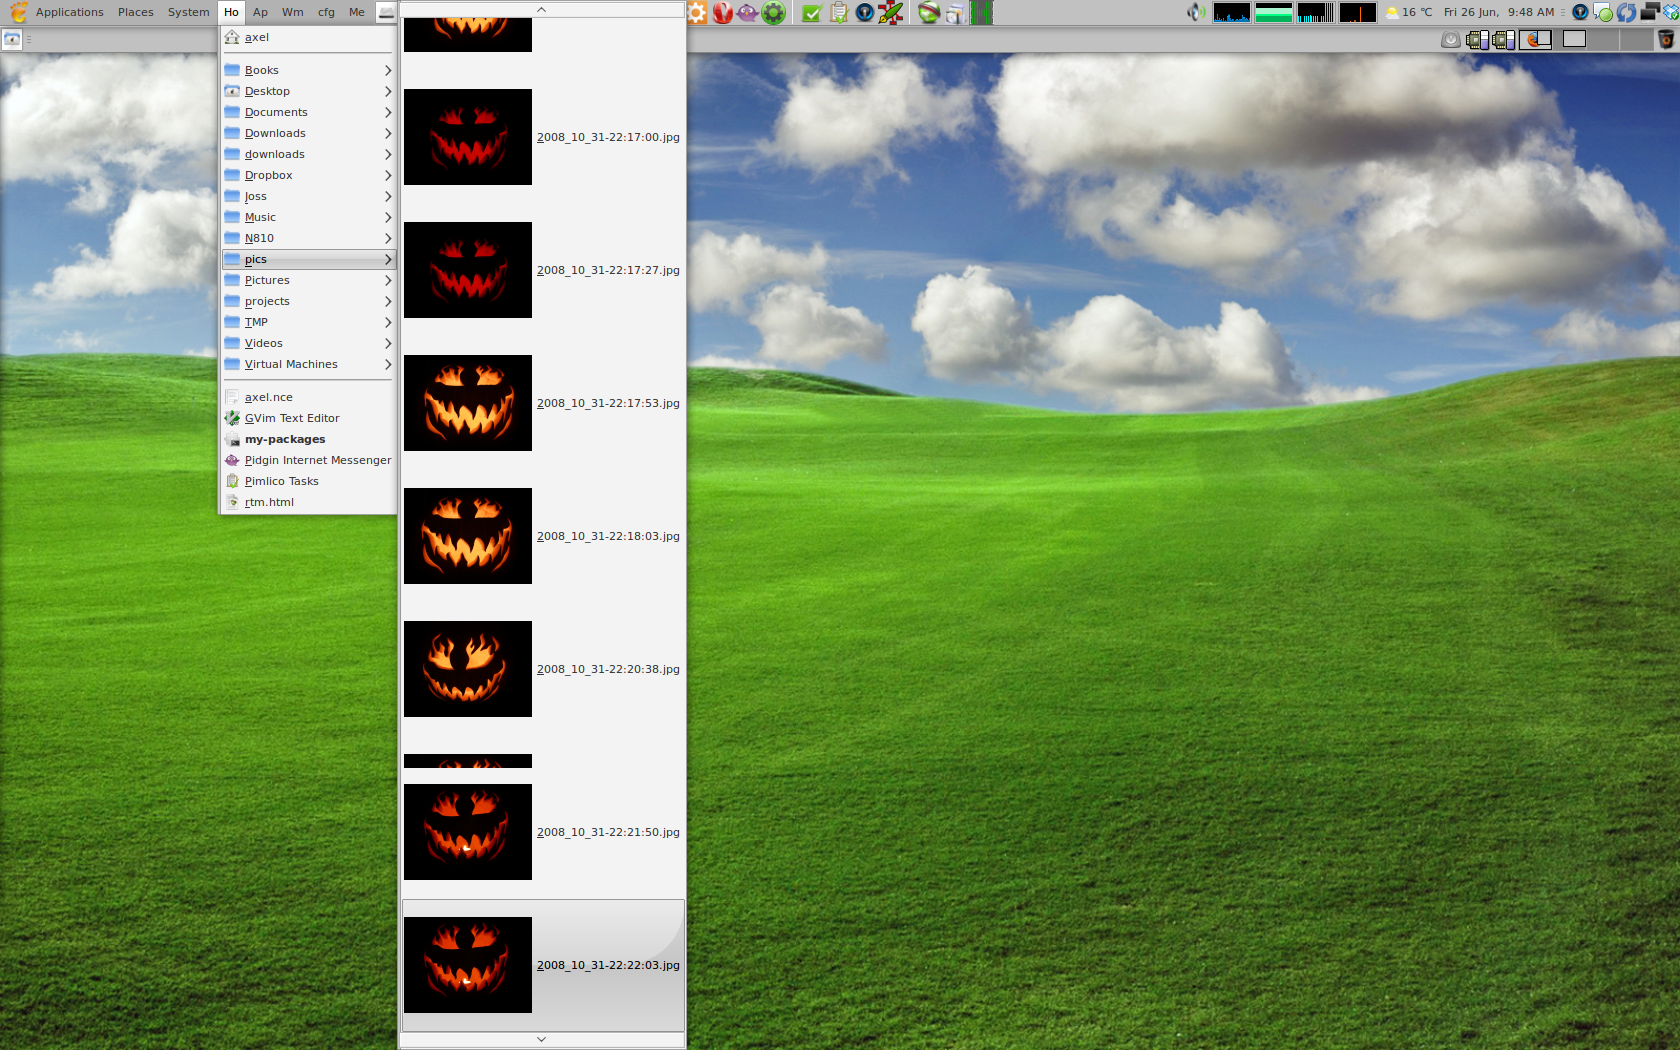 Applications Places System Ho Ap Wm cfg Me 16 °C Fri 26 Jun, 9:48 AM
axel
Books
Desktop
Documents
Downloads
downloads
Dropbox
Joss
Music
N810
pics
Pictures
projects
TMP
Videos
Virtual Machines
axel.nce
GVim Text Editor
my-packages
Pidgin Internet Messenger
Pimlico Tasks
rtm.html
2008_10_31-22:17:00.jpg
2008_10_31-22:17:27.jpg
2008_10_31-22:17:53.jpg
2008_10_31-22:18:03.jpg
2008_10_31-22:20:38.jpg
2008_10_31-22:21:50.jpg
2008_10_31-22:22:03.jpg